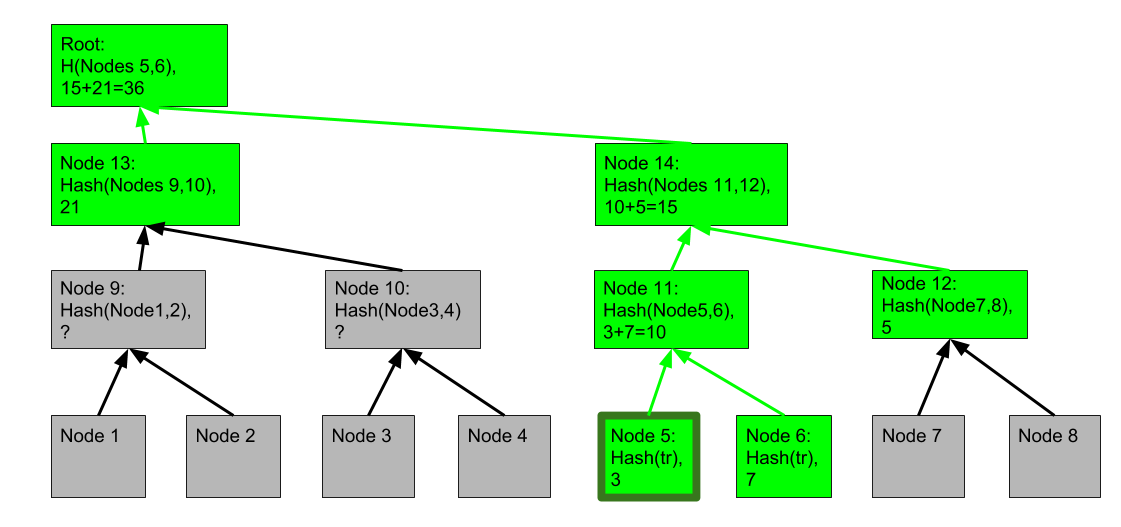 Root:
H(Nodes 5,6),
15+21=36
Node 13:
Hash(Nodes 9,10),
21
Node 14:
Hash(Nodes 11,12),
10+5=15
Node 9:
Hash(Node1,2),
?
Node 10:
Hash(Node3,4)
?
Node 11:
Hash(Node5,6),
3+7=10
Node 12:
Hash(Node7,8),
5
Node 1
Node 2
Node 3
Node 4
Node 5:
Hash(tr),
3
Node 6:
Hash(tr),
7
Node 7
Node 8